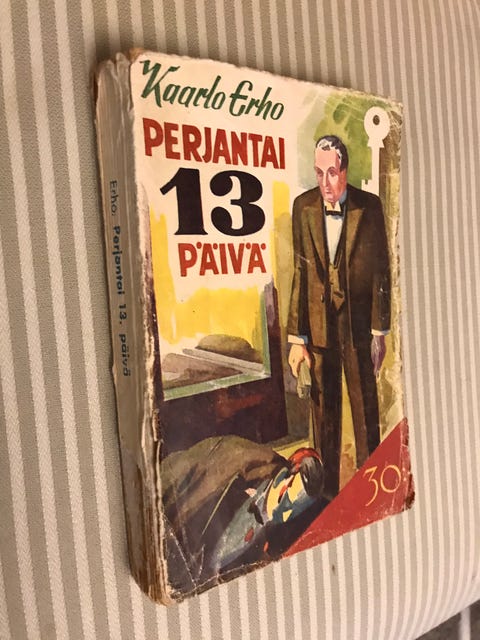 Kaarlo Erho
PERJANTAI
13
PÄIVÄ
30
Erho: Perjantai 13. päivä